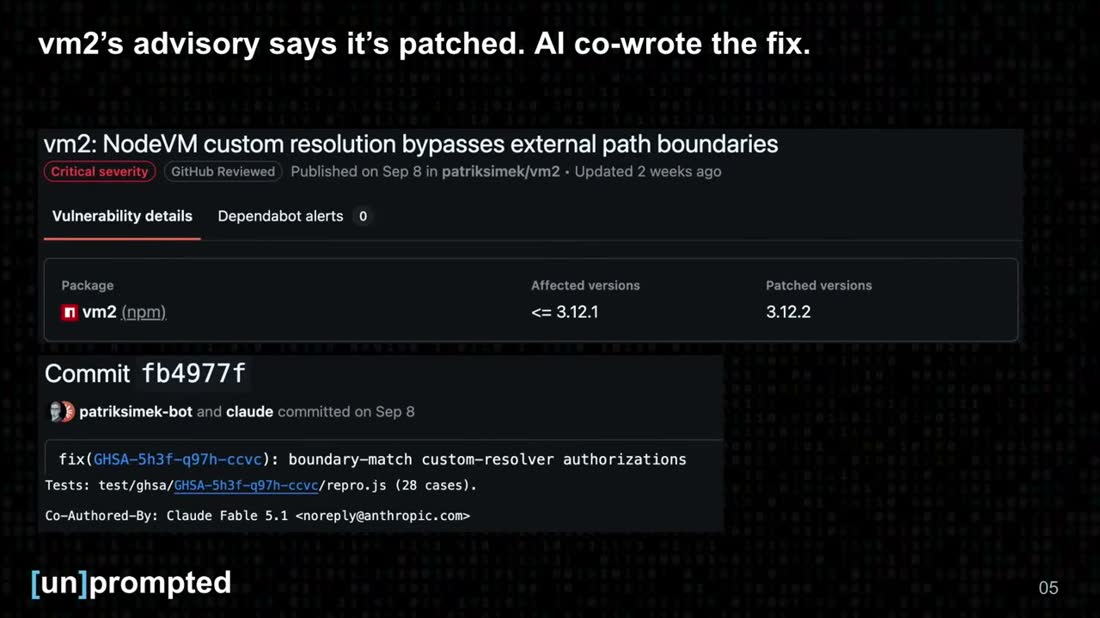 vm2’s advisory says it’s patched. AI co-wrote the fix.
vm2: NodeVM custom resolution bypasses external path boundaries
Critical severity GitHub Reviewed Published on Sep 8 in patriksimek/vm2 • Updated 2 weeks ago
Vulnerability details Dependabot alerts 0
Package Affected versions Patched versions
vm2 (npm) <= 3.12.1 3.12.2
Commit fb4977f
patriksimek-bot and claude committed on Sep 8
fix(GHSA-5h3f-q97h-ccvc): boundary-match custom-resolver authorizations
Tests: test/ghsa/GHSA-5h3f-q97h-ccvc/repro.js (28 cases).
Co-Authored-By: Claude Fable 5.1 <noreply@anthropic.com>
[un]prompted
05